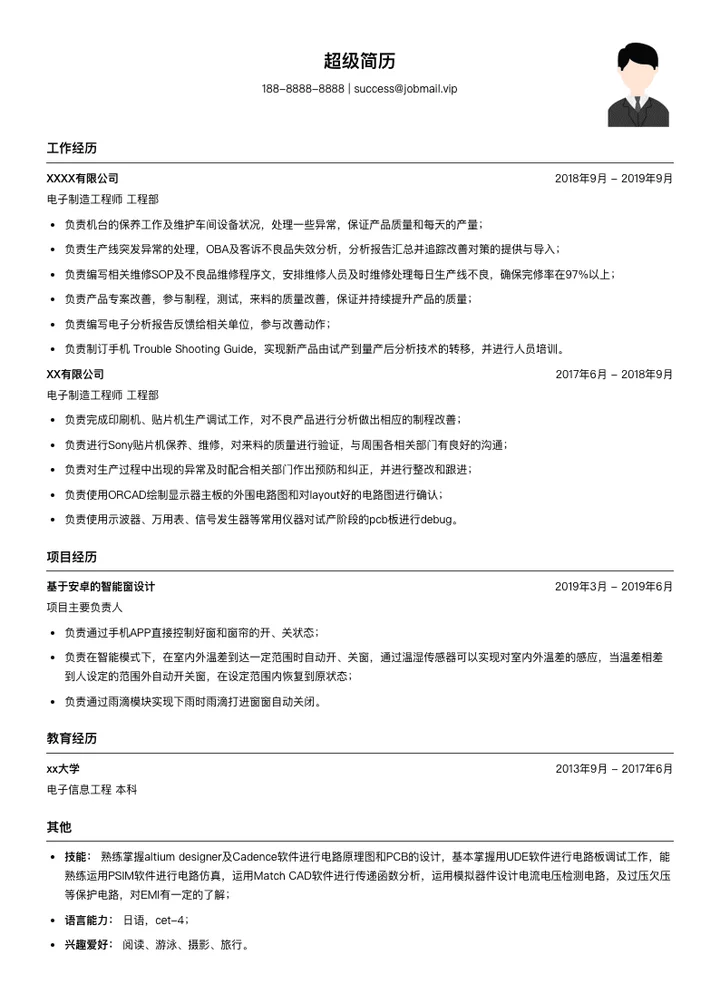 超级简历
188-8888-8888 | success@jobmail.vip
工作经历
XXXX有限公司 2018年9月 – 2019年9月
电子制造工程师 工程部
• 负责机台的保养工作及维护车间设备状况，处理一些异常，保证产品质量和每天的产量；
• 负责生产线突发异常的处理，OBA及客诉不良品失效分析，分析报告汇总并追踪改善对策的提供与导入；
• 负责编写相关维修SOP及不良品维修程序文，安排维修人员及时维修处理每日生产线不良，确保完修率在97%以上；
• 负责产品专案改善，参与制程，测试，来料的质量改善，保证并持续提升产品的质量；
• 负责编写电子分析报告反馈给相关单位，参与改善动作；
• 负责制订手机 Trouble Shooting Guide，实现新产品由试产到量产后分析技术的转移，并进行人员培训。
XX有限公司 2017年6月 – 2018年9月
电子制造工程师 工程部
• 负责完成印刷机、贴片机生产调试工作，对不良产品进行分析做出相应的制程改善；
• 负责进行Sony贴片机保养、维修，对来料的质量进行验证，与周围各相关部门有良好的沟通；
• 负责对生产过程中出现的异常及时配合相关部门作出预防和纠正，并进行整改和跟进；
• 负责使用ORCAD绘制显示器主板的外围电路图和对layout好的电路图进行确认；
• 负责使用示波器、万用表、信号发生器等常用仪器对试产阶段的pcb板进行debug。
项目经历
基于安卓的智能窗设计 2019年3月 – 2019年6月
项目主要负责人
• 负责通过手机APP直接控制好窗和窗帘的开、关状态；
• 负责在智能模式下，在室内外温差到达一定范围时自动开、关窗，通过温湿传感器可以实现对室内外温差的感应，当温差相差
到人设定的范围外自动开关窗，在设定范围内恢复到原状态；
• 负责通过雨滴模块实现下雨时雨滴打进窗窗自动关闭。
教育经历
xx大学 2013年9月 – 2017年6月
电子信息工程 本科
其他
• 技能： 熟练掌握altium designer及Cadence软件进行电路原理图和PCB的设计，基本掌握用UDE软件进行电路板调试工作，能
熟练运用PSIM软件进行电路仿真，运用Match CAD软件进行传递函数分析，运用模拟器件设计电流电压检测电路，及过压欠压
等保护电路，对EMI有一定的了解；
• 语言能力： 日语，cet-4；
• 兴趣爱好： 阅读、游泳、摄影、旅行。